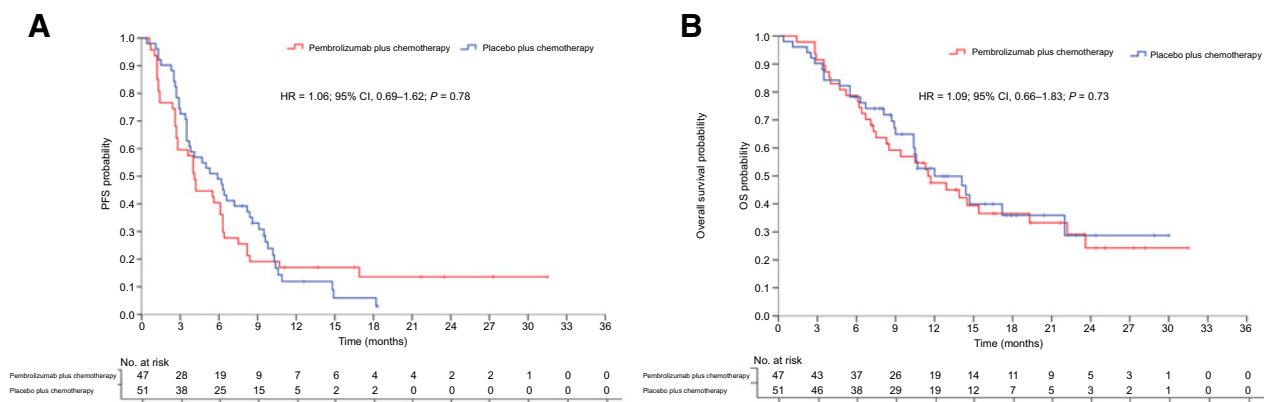 A
Pembrolizumab plus chemotherapy Placebo plus chemotherapy
HR = 1.06; 95% CI, 0.69–1.62; P = 0.78
PFS probability
1.0
0.9
0.8
0.7
0.6
0.5
0.4
0.3
0.2
0.1
0.0
0 3 6 9 12 15 18 21 24 27 30 33 36
Time (months)
No. at risk
Pembrolizumab plus chemotherapy 47 28 19 9 7 6 4 4 2 2 1 0 0
Placebo plus chemotherapy 51 38 25 15 5 2 2 0 0 0 0 0 0
B
Pembrolizumab plus chemotherapy Placebo plus chemotherapy
HR = 1.09; 95% CI, 0.66–1.83; P = 0.73
Overall survival probability
OS probability
1.0
0.9
0.8
0.7
0.6
0.5
0.4
0.3
0.2
0.1
0.0
0 3 6 9 12 15 18 21 24 27 30 33 36
Time (months)
No. at risk
Pembrolizumab plus chemotherapy 47 43 37 26 19 14 11 9 5 3 1 0 0
Placebo plus chemotherapy 51 46 38 29 19 12 7 5 3 2 1 0 0